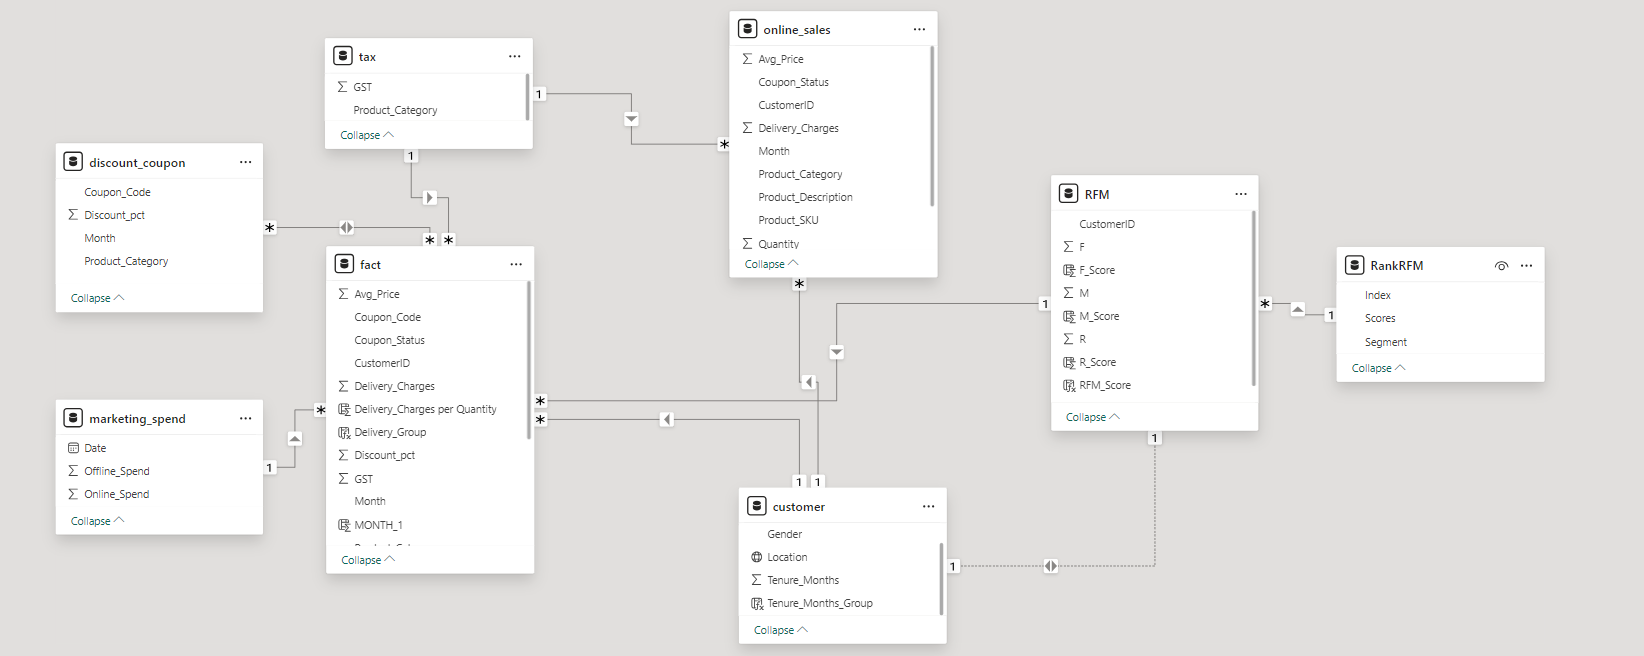 tax
GST
Product_Category
Collapse
1
1
discount_coupon
Coupon_Code
Discount_pct
Month
Product_Category
Collapse
*
*
*
fact
Avg_Price
Coupon_Code
Coupon_Status
CustomerID
Delivery_Charges
Delivery_Charges per Quantity
Delivery_Group
Discount_pct
GST
Month
MONTH_1
Collapse
*
*
*
marketing_spend
Date
Offline_Spend
Online_Spend
Collapse
1
online_sales
Avg_Price
Coupon_Status
CustomerID
Delivery_Charges
Month
Product_Category
Product_Description
Product_SKU
Quantity
Collapse
*
*
customer
Gender
Location
Tenure_Months
Tenure_Months_Group
Collapse
1
1
1
RFM
CustomerID
F
F_Score
M
M_Score
R
R_Score
RFM_Score
Collapse
1
*
1
RankRFM
Index
Scores
Segment
Collapse
1